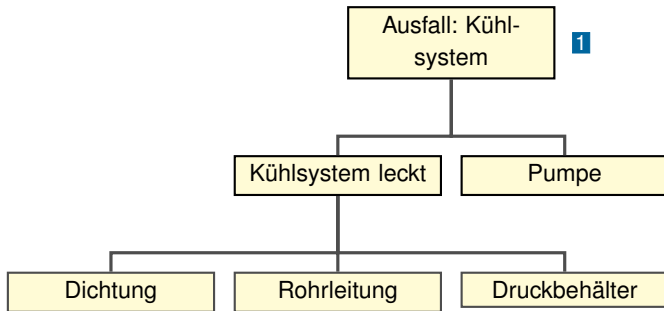 Ausfall: Kühl-
system
1
Kühlsystem leckt
Pumpe
Dichtung
Rohrleitung
Druckbehälter